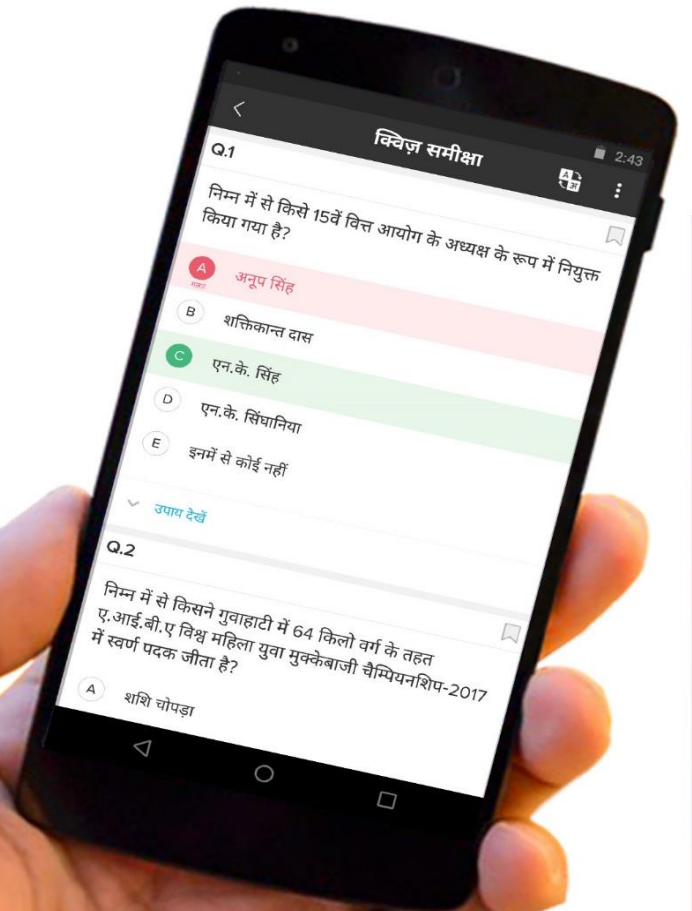 2:43
क्विज़ समीक्षा
Q.1
निम्न में से किसे 15वें वित्त आयोग के अध्यक्ष के रूप में नियुक्त
किया गया है?
A अनूप सिंह
गलत
B शक्तिकान्त दास
C एन.के. सिंह
D एन.के. सिंघानिया
E इनमें से कोई नहीं
उपाय देखें
Q.2
निम्न में से किसने गुवाहाटी में 64 किलो वर्ग के तहत
ए.आई.बी.ए विश्व महिला युवा मुक्केबाजी चैम्पियनशिप-2017
में स्वर्ण पदक जीता है?
A शशि चोपड़ा